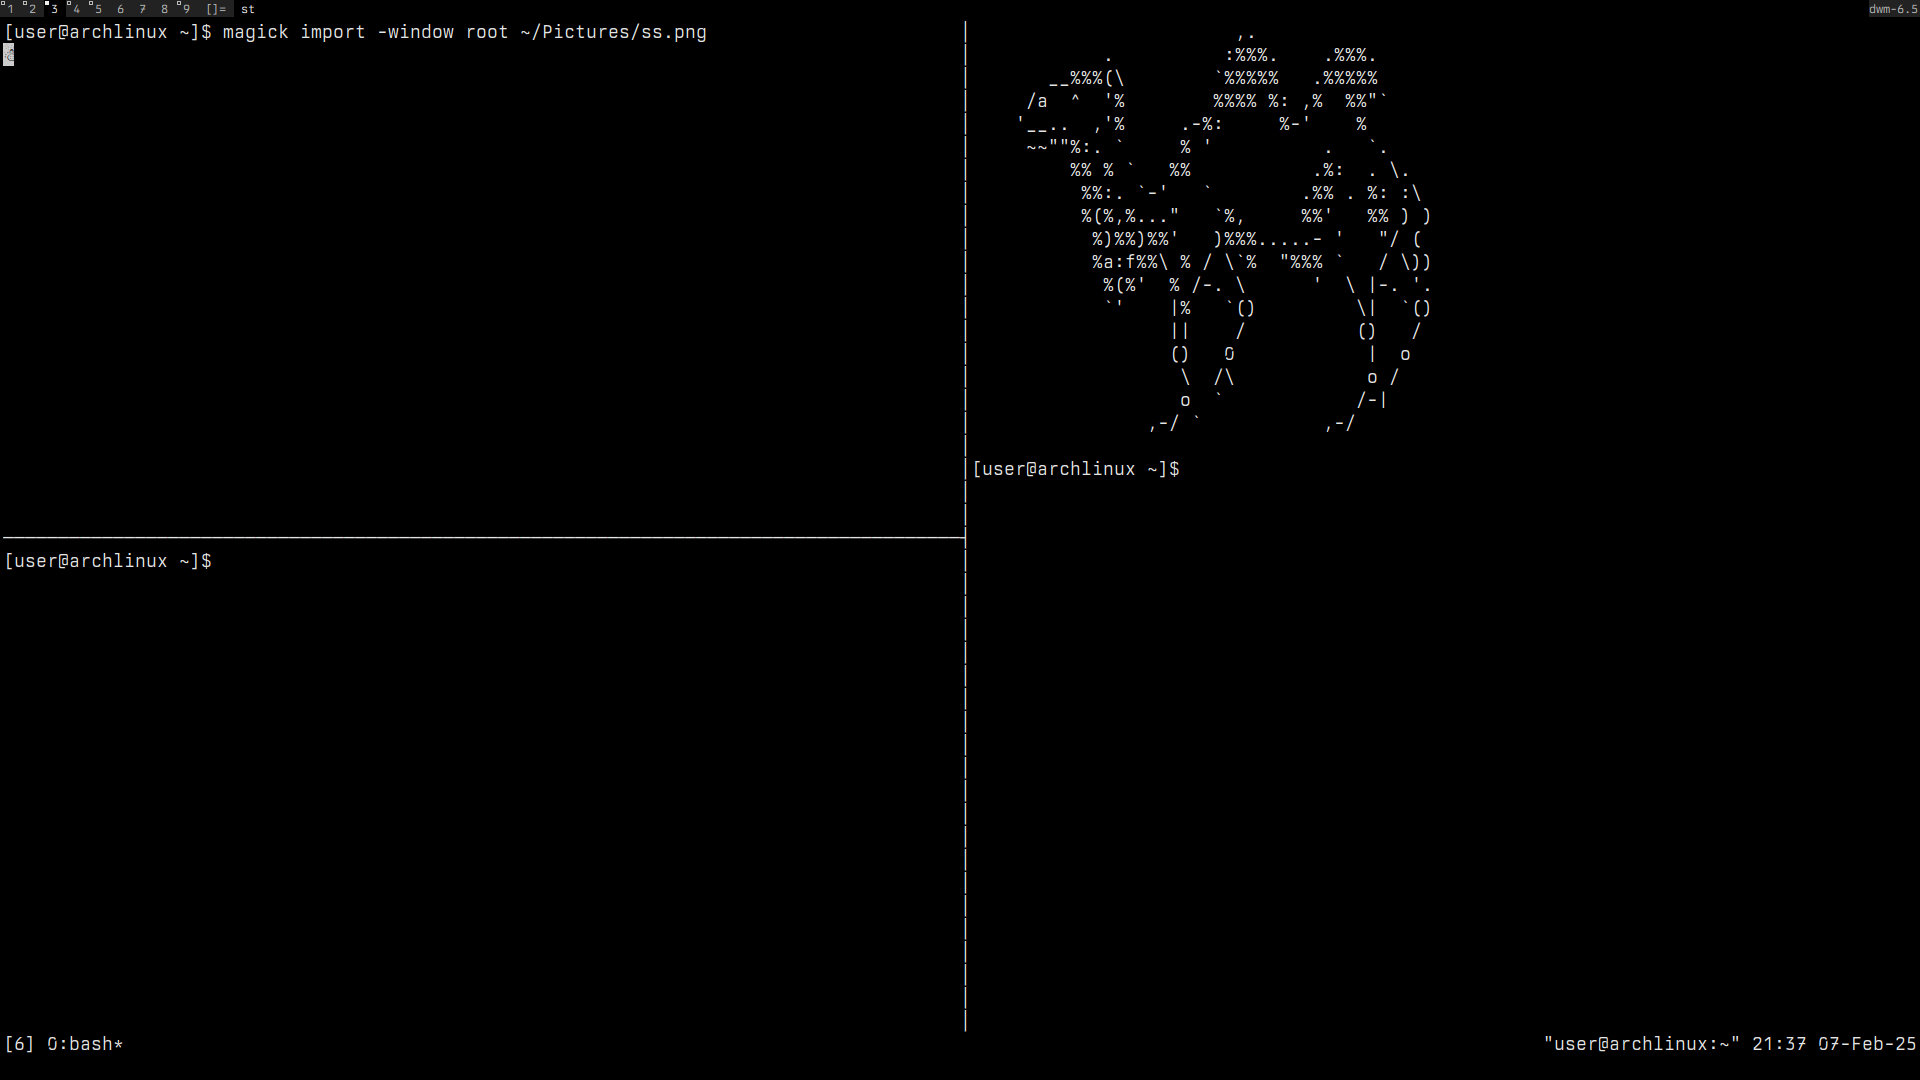 1 2 3 4 5 6 7 8 9 []= st
dwm-6.5
[user@archlinux ~]$ magick import -window root ~/Pictures/ss.png
                        ,.
            .          :%%%.    .%%%.
       __%%%(\        `%%%%%   .%%%%%
     /a  ^  '%        %%%% %: ,%  %%"`
    '__..  ,'%     .-%:     %-'    %
     ~~""%:. `     % '          .   `.
         %% % `   %%           .%:  . \.
          %%:. `-'   `        .%% . %: :\
          %(%,%..."   `%,     %%'   %% ) )
           %)%%)%%'   )%%%.....- '   "/ (
           %a:f%%\ % / \`%  "%%% `   / \))
            %(%'  % /-. \      '  \ |-. '.
            `'    |%   `()         \|  `()
                  ||    /          ()   /
                  ()   0            |  o
                   \  /\            o /
                   o  `            /-|
                ,-/ `           ,-/
[user@archlinux ~]$
[user@archlinux ~]$
[6] 0:bash*
"user@archlinux:~" 21:37 07-Feb-25